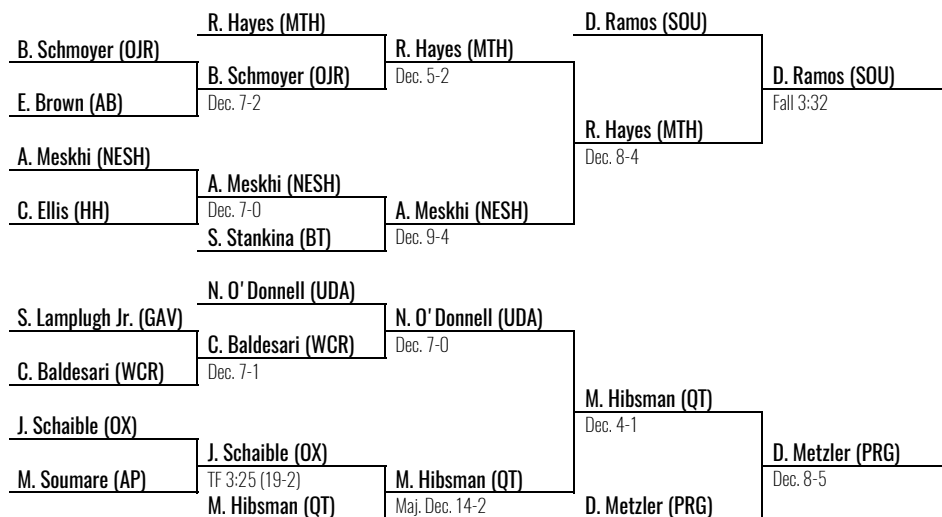 R. Hayes (MTH)
D. Ramos (SOU)
B. Schmoyer (OJR)
R. Hayes (MTH)
B. Schmoyer (OJR)
Dec. 5-2
D. Ramos (SOU)
E. Brown (AB)
Dec. 7-2
Fall 3:32
R. Hayes (MTH)
A. Meskhi (NESH)
Dec. 8-4
A. Meskhi (NESH)
C. Ellis (HH)
Dec. 7-0
A. Meskhi (NESH)
S. Stankina (BT)
Dec. 9-4
N. O'Donnell (UDA)
S. Lamplugh Jr. (GAV)
N. O'Donnell (UDA)
C. Baldesari (WCR)
Dec. 7-0
C. Baldesari (WCR)
Dec. 7-1
M. Hibsman (QT)
J. Schaible (OX)
Dec. 4-1
J. Schaible (OX)
D. Metzler (PRG)
M. Soumare (AP)
TF 3:25 (19-2)
M. Hibsman (QT)
Dec. 8-5
M. Hibsman (QT)
Maj. Dec. 14-2
D. Metzler (PRG)